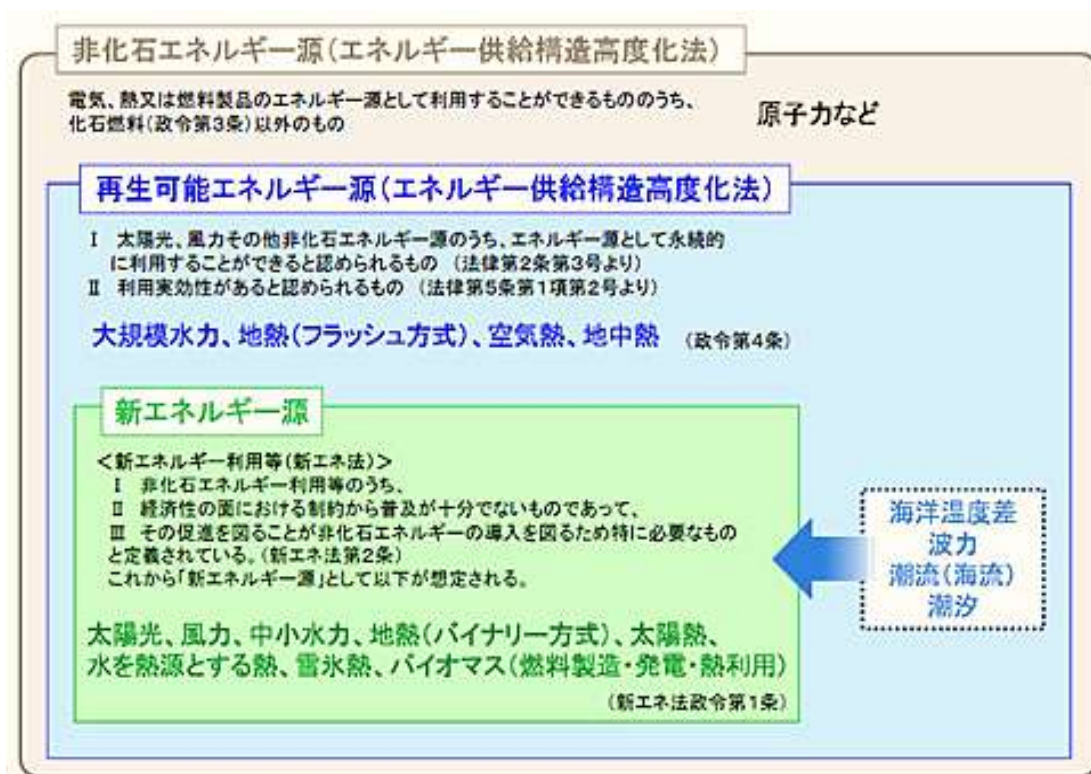 非化石エネルギー源(エネルギー供給構造高度化法)
電気、熱又は燃料製品のエネルギー源として利用することができるもののうち、
化石燃料(政令第3条)以外のもの
原子力など
再生可能エネルギー源(エネルギー供給構造高度化法)
Ⅰ 太陽光、風力その他非化石エネルギー源のうち、エネルギー源として永続的
に利用することができると認められるもの (法律第2条第3号より)
Ⅱ 利用実効性があると認められるもの (法律第5条第1項第2号より)
大規模水力、地熱(フラッシュ方式)、空気熱、地中熱 (政令第4条)
新エネルギー源
<新エネルギー利用等(新エネ法)>
Ⅰ 非化石エネルギー利用等のうち、
Ⅱ 経済性の面における制約から普及が十分でないものであって、
Ⅲ その促進を図ることが非化石エネルギーの導入を図るため特に必要なもの
と定義されている。(新エネ法第2条)
これから「新エネルギー源」として以下が想定される。
太陽光、風力、中小水力、地熱(バイナリー方式)、太陽熱、
水を熱源とする熱、雪氷熱、バイオマス(燃料製造・発電・熱利用)
(新エネ法政令第1条)
海洋温度差
波力
潮流(海流)
潮汐